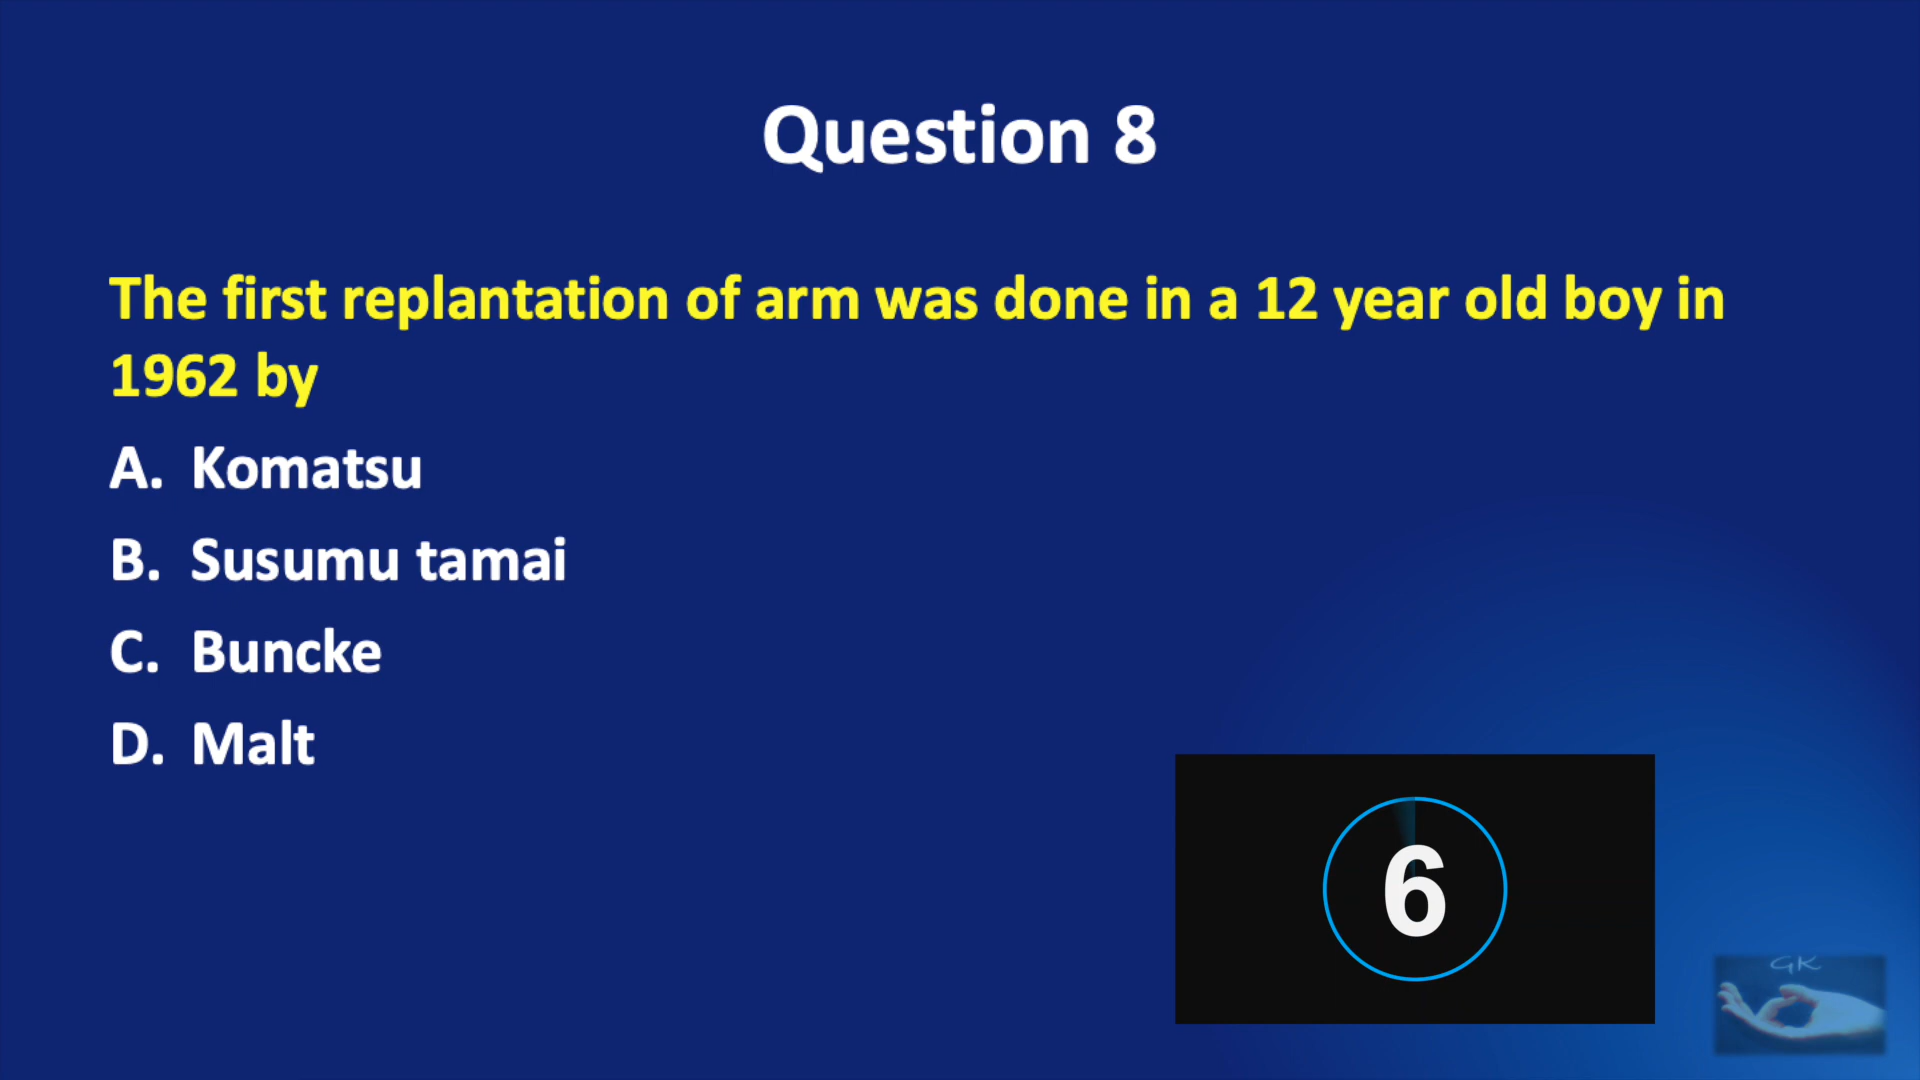 Question 8
The first replantation of arm was done in a 12 year old boy in
1962 by
A. Komatsu
B. Susumu tamai
C. Buncke
D. Malt
6
GK